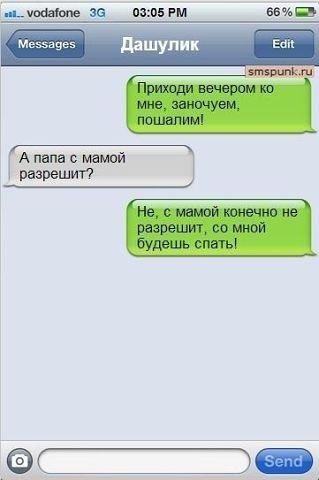 vodafone 3G 03:05 PM 66%
Messages Дашулик Edit
smspunk.ru
Приходи вечером ко
мне, заночуем,
пошалим!
А папа с мамой
разрешит?
Не, с мамой конечно не
разрешит, со мной
будешь спать!
Send